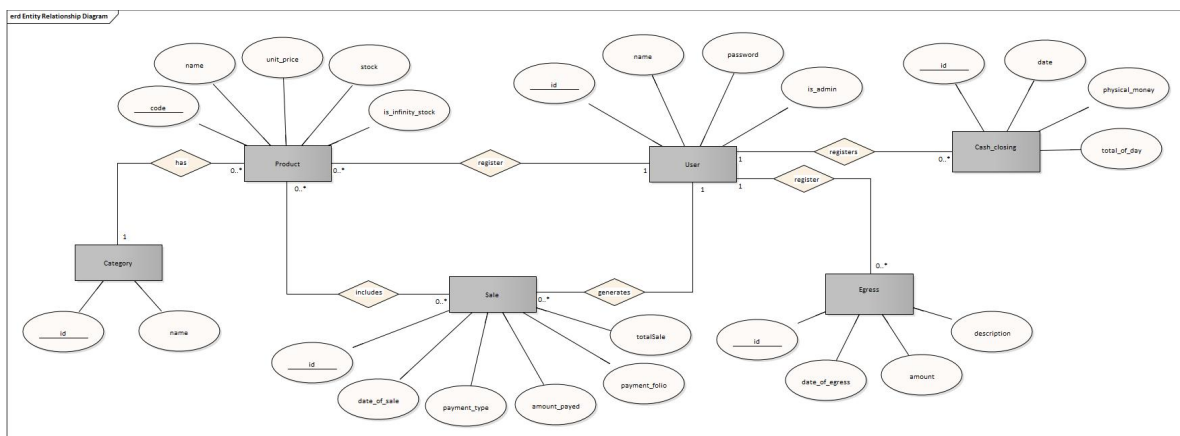 erd Entity Relationship Diagram
name
unit_price
stock
code
is_infinity_stock
Product
has
0..*
0..*
0..*
register
id
name
password
is_admin
User
1
1
1
1
registers
0..*
id
date
physical_money
total_of_day
Cash_closing
register
1
Category
id
name
includes
0..*
Sale
0..*
generates
id
date_of_sale
payment_type
amount_payed
payment_folio
totalSale
0..*
Egress
id
date_of_egress
amount
description